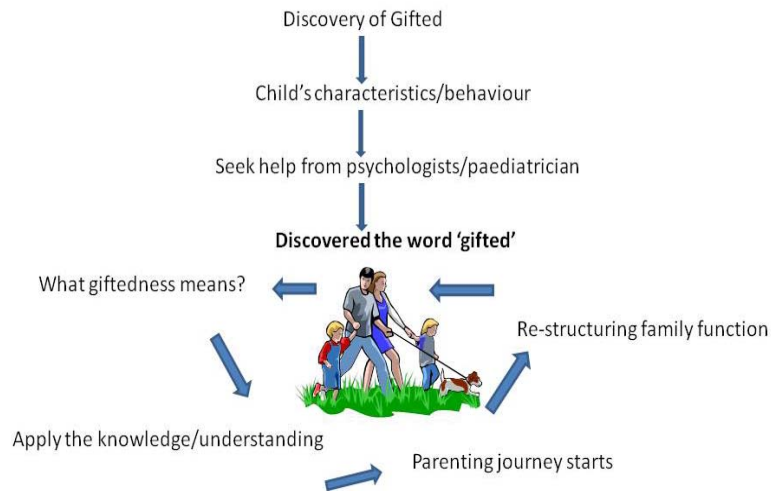 Discovery of Gifted
Child's characteristics/behaviour
Seek help from psychologists/paediatrician
Discovered the word 'gifted'
What giftedness means?
Re-structuring family function
Apply the knowledge/understanding
Parenting journey starts